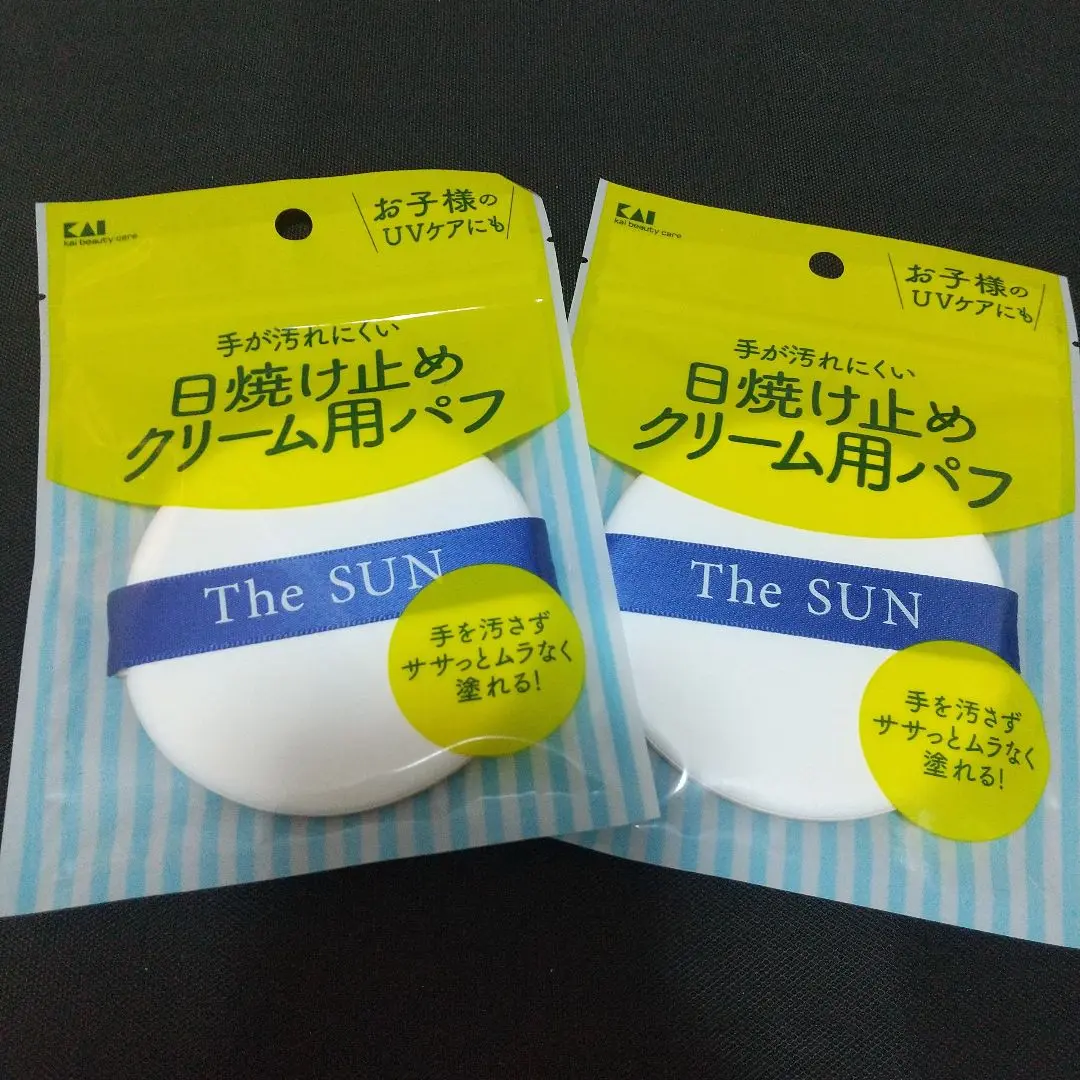 KAI
kai beauty care
お子様の
UVケアにも
手が汚れにくい
日焼け止め
クリーム用パフ
The SUN
手を汚さず
ササっとムラなく
塗れる!
KAI
kai beauty care
お子様の
UVケアにも
手が汚れにくい
日焼け止め
クリーム用パフ
The SUN
手を汚さず
ササっとムラなく
塗れる!